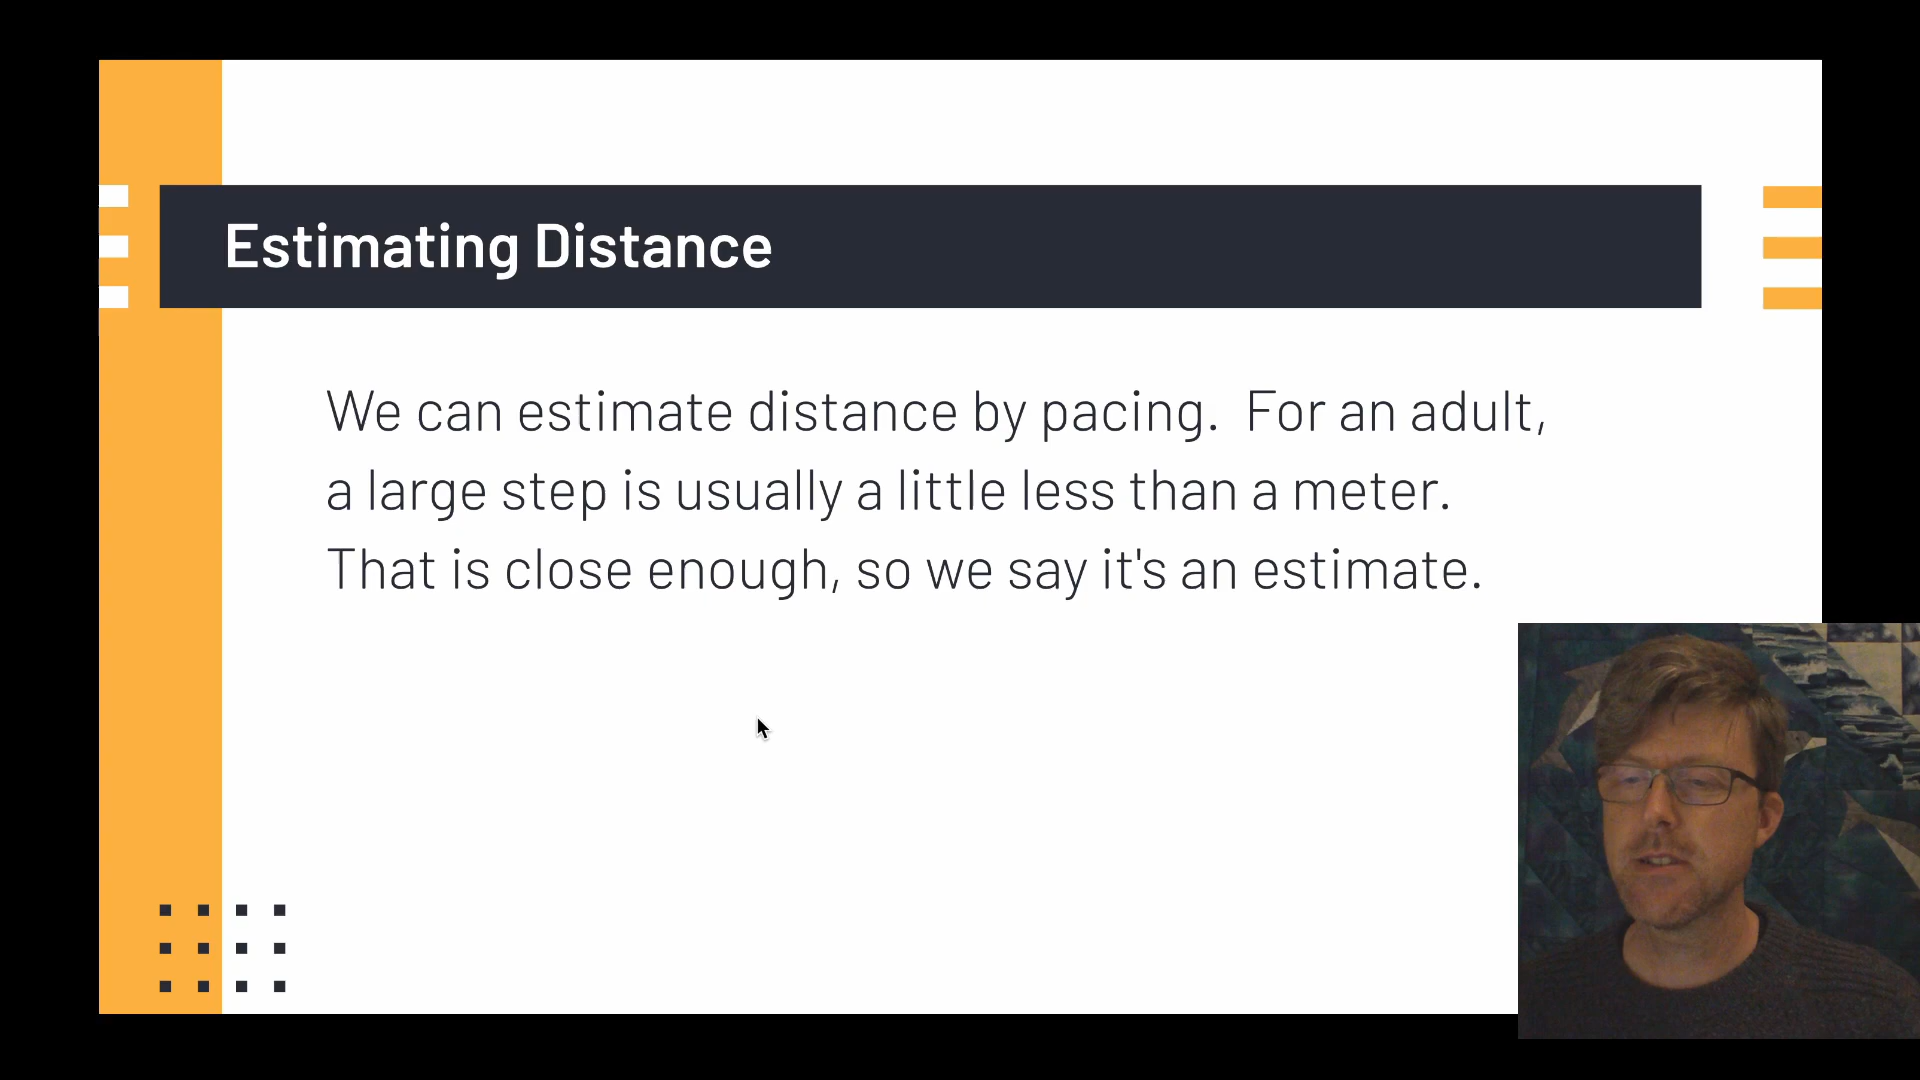 Estimating Distance
We can estimate distance by pacing.  For an adult,
a large step is usually a little less than a meter.
That is close enough, so we say it's an estimate.